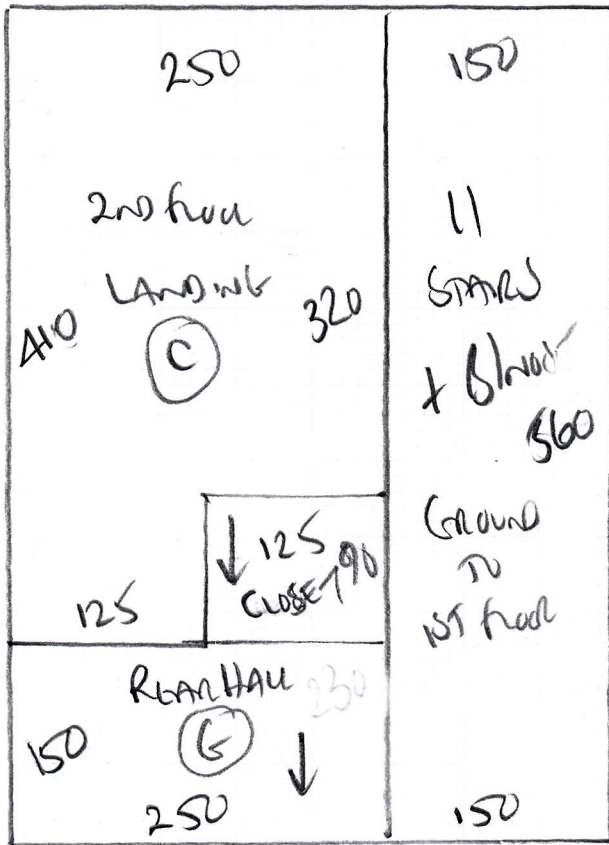 250
2ND FLOOR
LANDING
410
320
C
125
CLOSET
90
125
REAR HALL
230
150
G
250
150
11
STAIRS
+
560
GROUND
TO
1ST FLOOR
150